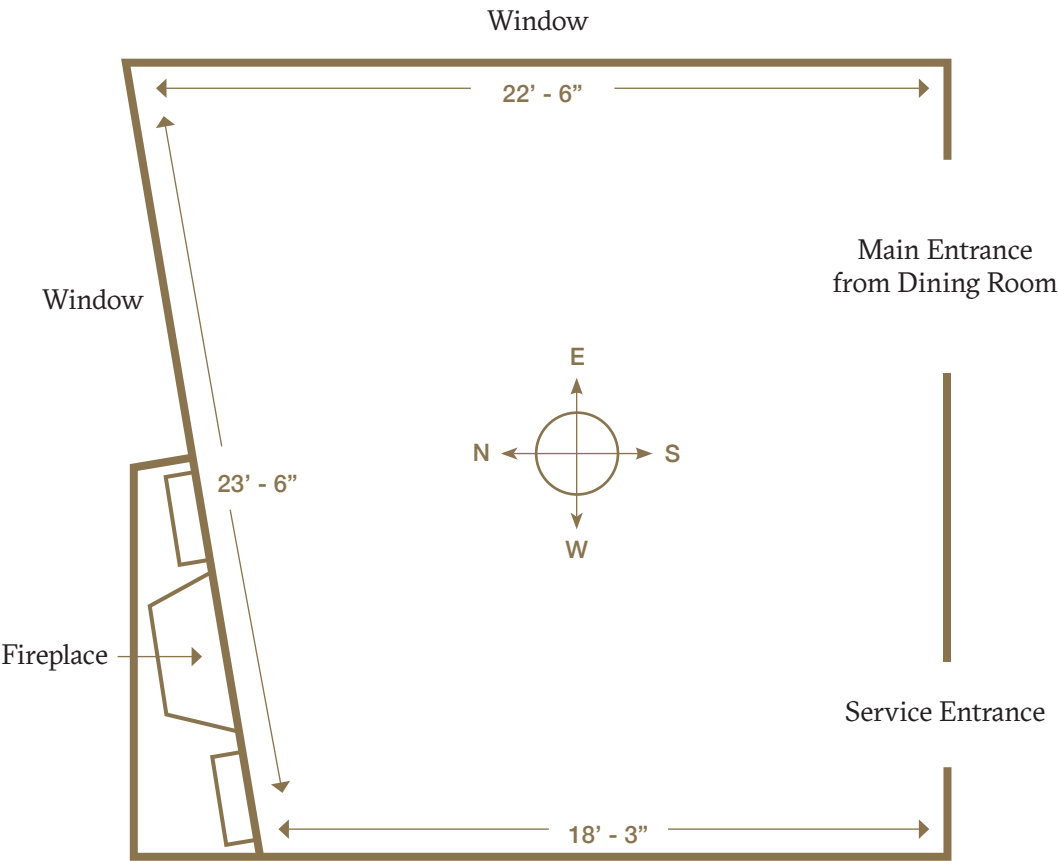 Window
22’ - 6”
Main Entrance
from Dining Room
Window
E
N
S
23’ - 6”
W
Fireplace
Service Entrance
18’ - 3”